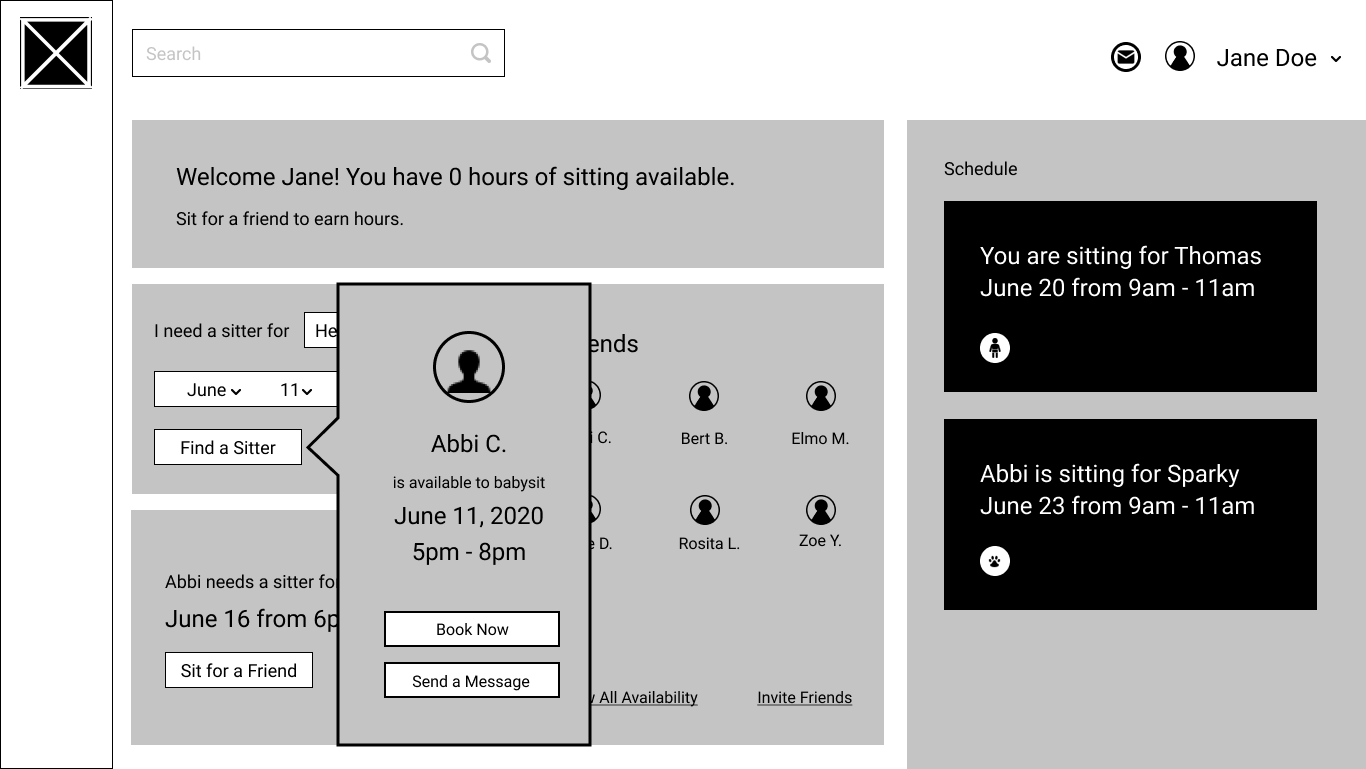 Search
Jane Doe
Welcome Jane! You have 0 hours of sitting available.
Sit for a friend to earn hours.
I need a sitter for
June
11
Find a Sitter
Abbi needs a sitter
June 16 from
Sit for a Friend
Abbi C.
is available to babysit
June 11, 2020
5pm - 8pm
Book Now
Send a Message
C.
Bert B.
Elmo M.
D.
Rosita L.
Zoe Y.
All Availability
Invite Friends
Schedule
You are sitting for Thomas
June 20 from 9am - 11am
Abbi is sitting for Sparky
June 23 from 9am - 11am